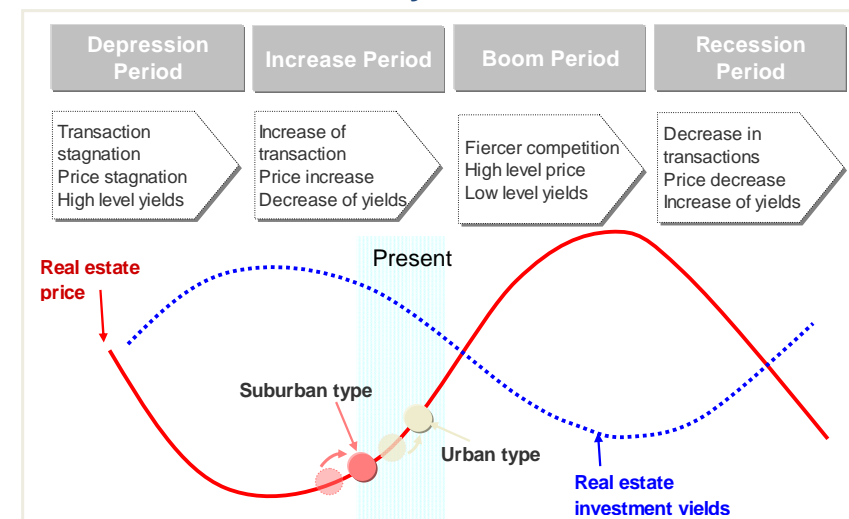 Depression
Period
Increase Period
Boom Period
Recession
Period
Transaction
stagnation
Price stagnation
High level yields
Increase of
transaction
Price increase
Decrease of yields
Fiercer competition
High level price
Low level yields
Decrease in
transactions
Price decrease
Increase of yields
Present
Real estate
price
Suburban type
Urban type
Real estate
investment yields